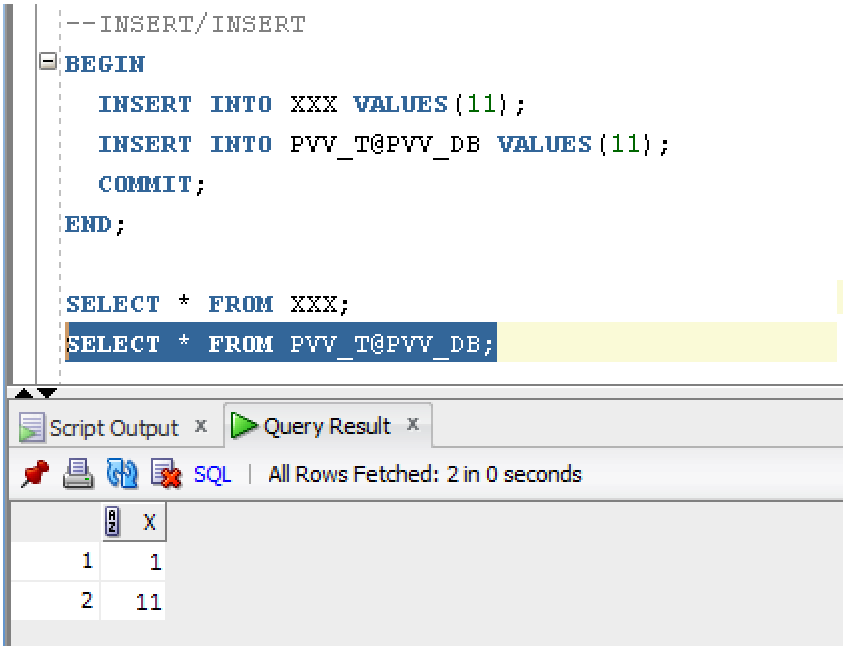 --INSERT/INSERT
BEGIN
INSERT INTO XXX VALUES(11);
INSERT INTO PVV_T@PVV_DB VALUES(11);
COMMIT;
END;
SELECT * FROM XXX;
SELECT * FROM PVV_T@PVV_DB;
Script Output x Query Result x
SQL | All Rows Fetched: 2 in 0 seconds
AZ X
1 1
2 11